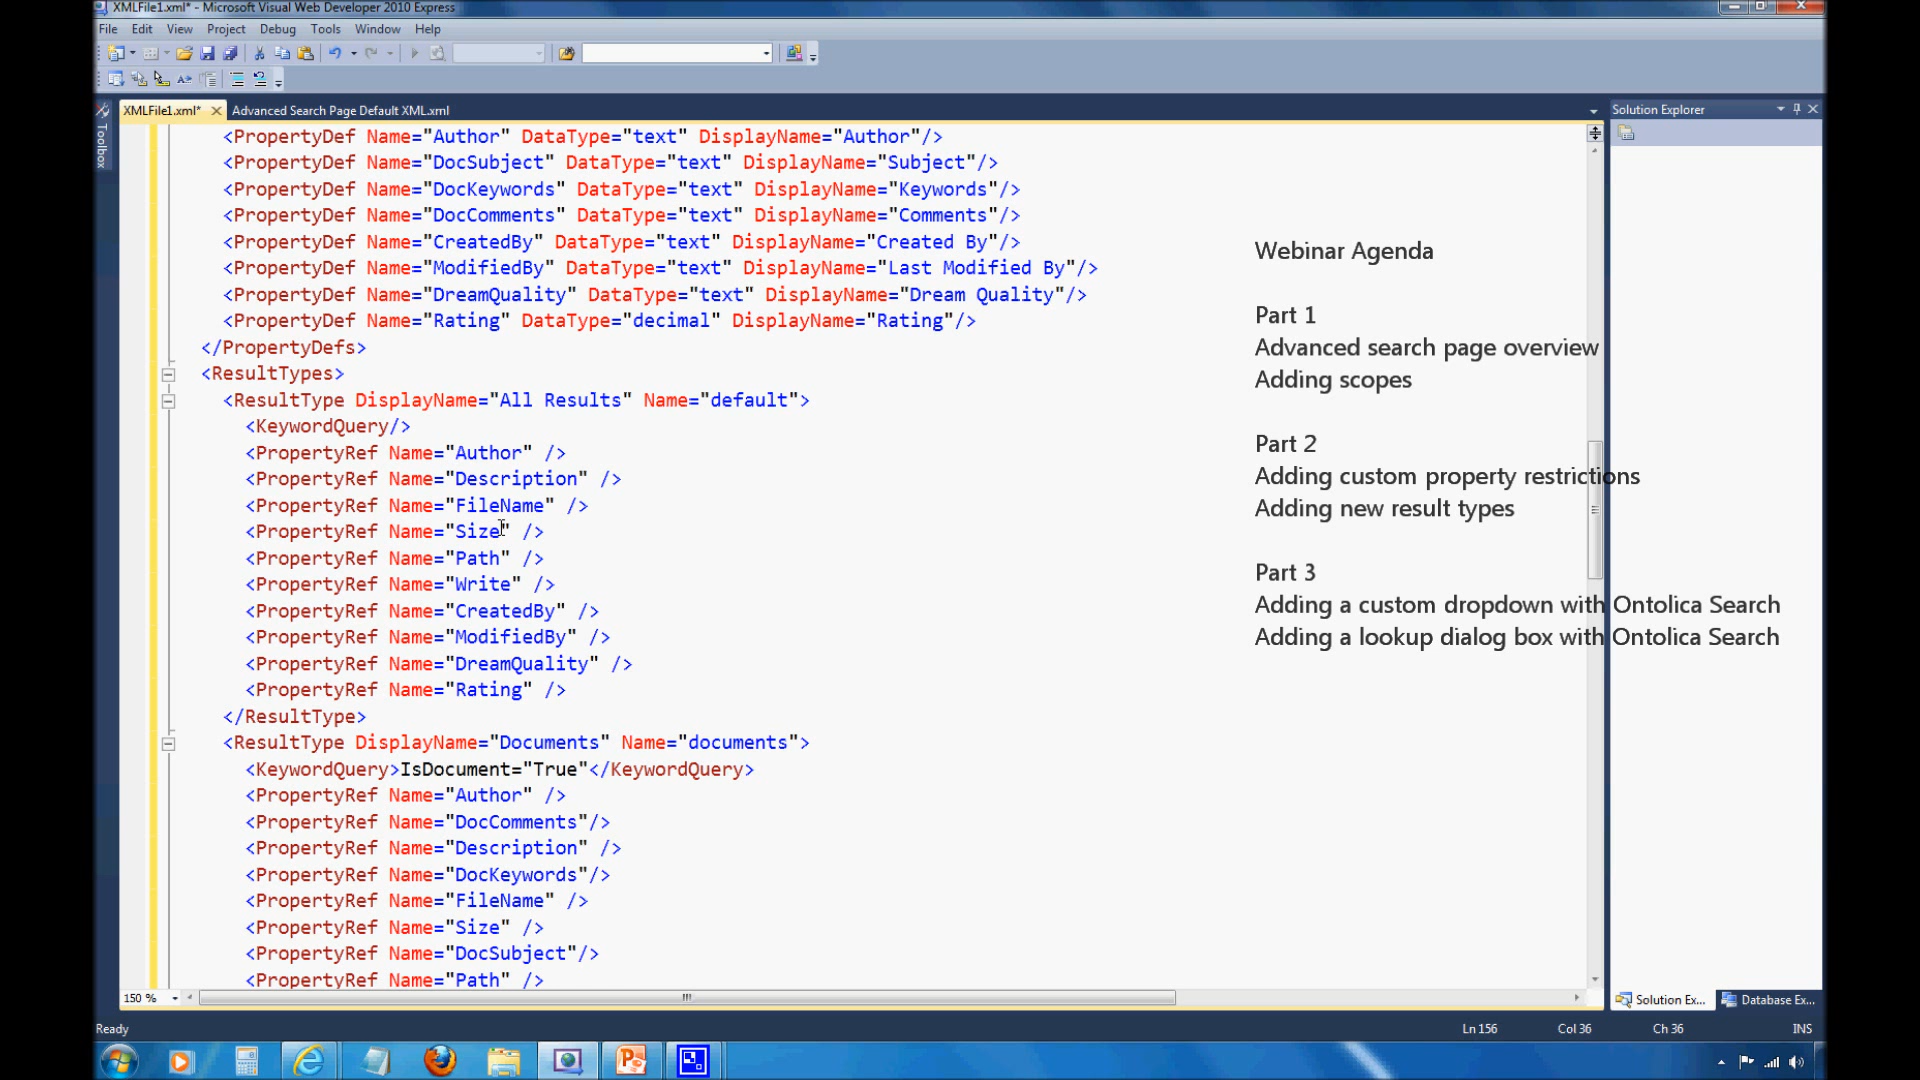 XMLFile1.xml* - Microsoft Visual Web Developer 2010 Express
File Edit View Project Debug Tools Window Help
XMLFile1.xml* Advanced Search Page Default XML.xml
Solution Explorer
Toolbox
<PropertyDef Name="Author" DataType="text" DisplayName="Author"/>
<PropertyDef Name="DocSubject" DataType="text" DisplayName="Subject"/>
<PropertyDef Name="DocKeywords" DataType="text" DisplayName="Keywords"/>
<PropertyDef Name="DocComments" DataType="text" DisplayName="Comments"/>
<PropertyDef Name="CreatedBy" DataType="text" DisplayName="Created By"/>
<PropertyDef Name="ModifiedBy" DataType="text" DisplayName="Last Modified By"/>
<PropertyDef Name="DreamQuality" DataType="text" DisplayName="Dream Quality"/>
<PropertyDef Name="Rating" DataType="decimal" DisplayName="Rating"/>
</PropertyDefs>
<ResultTypes>
<ResultType DisplayName="All Results" Name="default">
<KeywordQuery/>
<PropertyRef Name="Author" />
<PropertyRef Name="Description" />
<PropertyRef Name="FileName" />
<PropertyRef Name="Size" />
<PropertyRef Name="Path" />
<PropertyRef Name="Write" />
<PropertyRef Name="CreatedBy" />
<PropertyRef Name="ModifiedBy" />
<PropertyRef Name="DreamQuality" />
<PropertyRef Name="Rating" />
</ResultType>
<ResultType DisplayName="Documents" Name="documents">
<KeywordQuery>IsDocument="True"</KeywordQuery>
<PropertyRef Name="Author" />
<PropertyRef Name="DocComments"/>
<PropertyRef Name="Description" />
<PropertyRef Name="DocKeywords"/>
<PropertyRef Name="FileName" />
<PropertyRef Name="Size" />
<PropertyRef Name="DocSubject"/>
<PropertyRef Name="Path" />
Webinar Agenda
Part 1
Advanced search page overview
Adding scopes
Part 2
Adding custom property restrictions
Adding new result types
Part 3
Adding a custom dropdown with Ontolica Search
Adding a lookup dialog box with Ontolica Search
150 %
Solution Ex... Database Ex...
Ready Ln 156 Col 36 Ch 36 INS